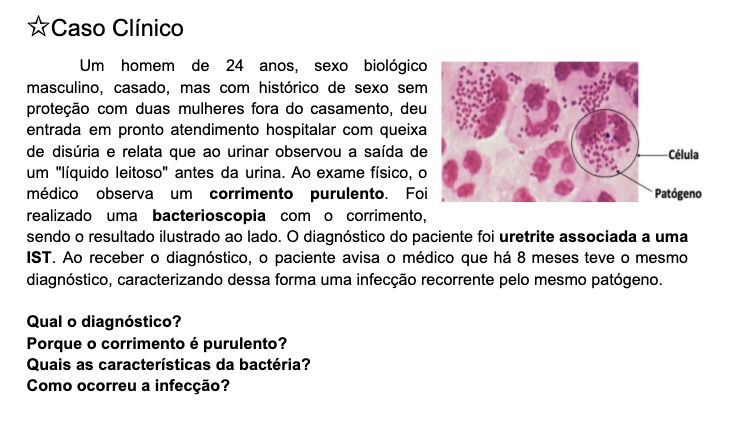 ☆Caso Clínico
Um homem de 24 anos, sexo biológico
masculino, casado, mas com histórico de sexo sem
proteção com duas mulheres fora do casamento, deu
entrada em pronto atendimento hospitalar com queixa
de disúria e relata que ao urinar observou a saída de
um "líquido leitoso" antes da urina. Ao exame físico, o
médico observa um corrimento purulento. Foi
realizado uma bacterioscopia com o corrimento,
sendo o resultado ilustrado ao lado. O diagnóstico do paciente foi uretrite associada a uma
IST. Ao receber o diagnóstico, o paciente avisa o médico que há 8 meses teve o mesmo
diagnóstico, caracterizando dessa forma uma infecção recorrente pelo mesmo patógeno.
Célula
Patógeno
Qual o diagnóstico?
Porque o corrimento é purulento?
Quais as características da bactéria?
Como ocorreu a infecção?